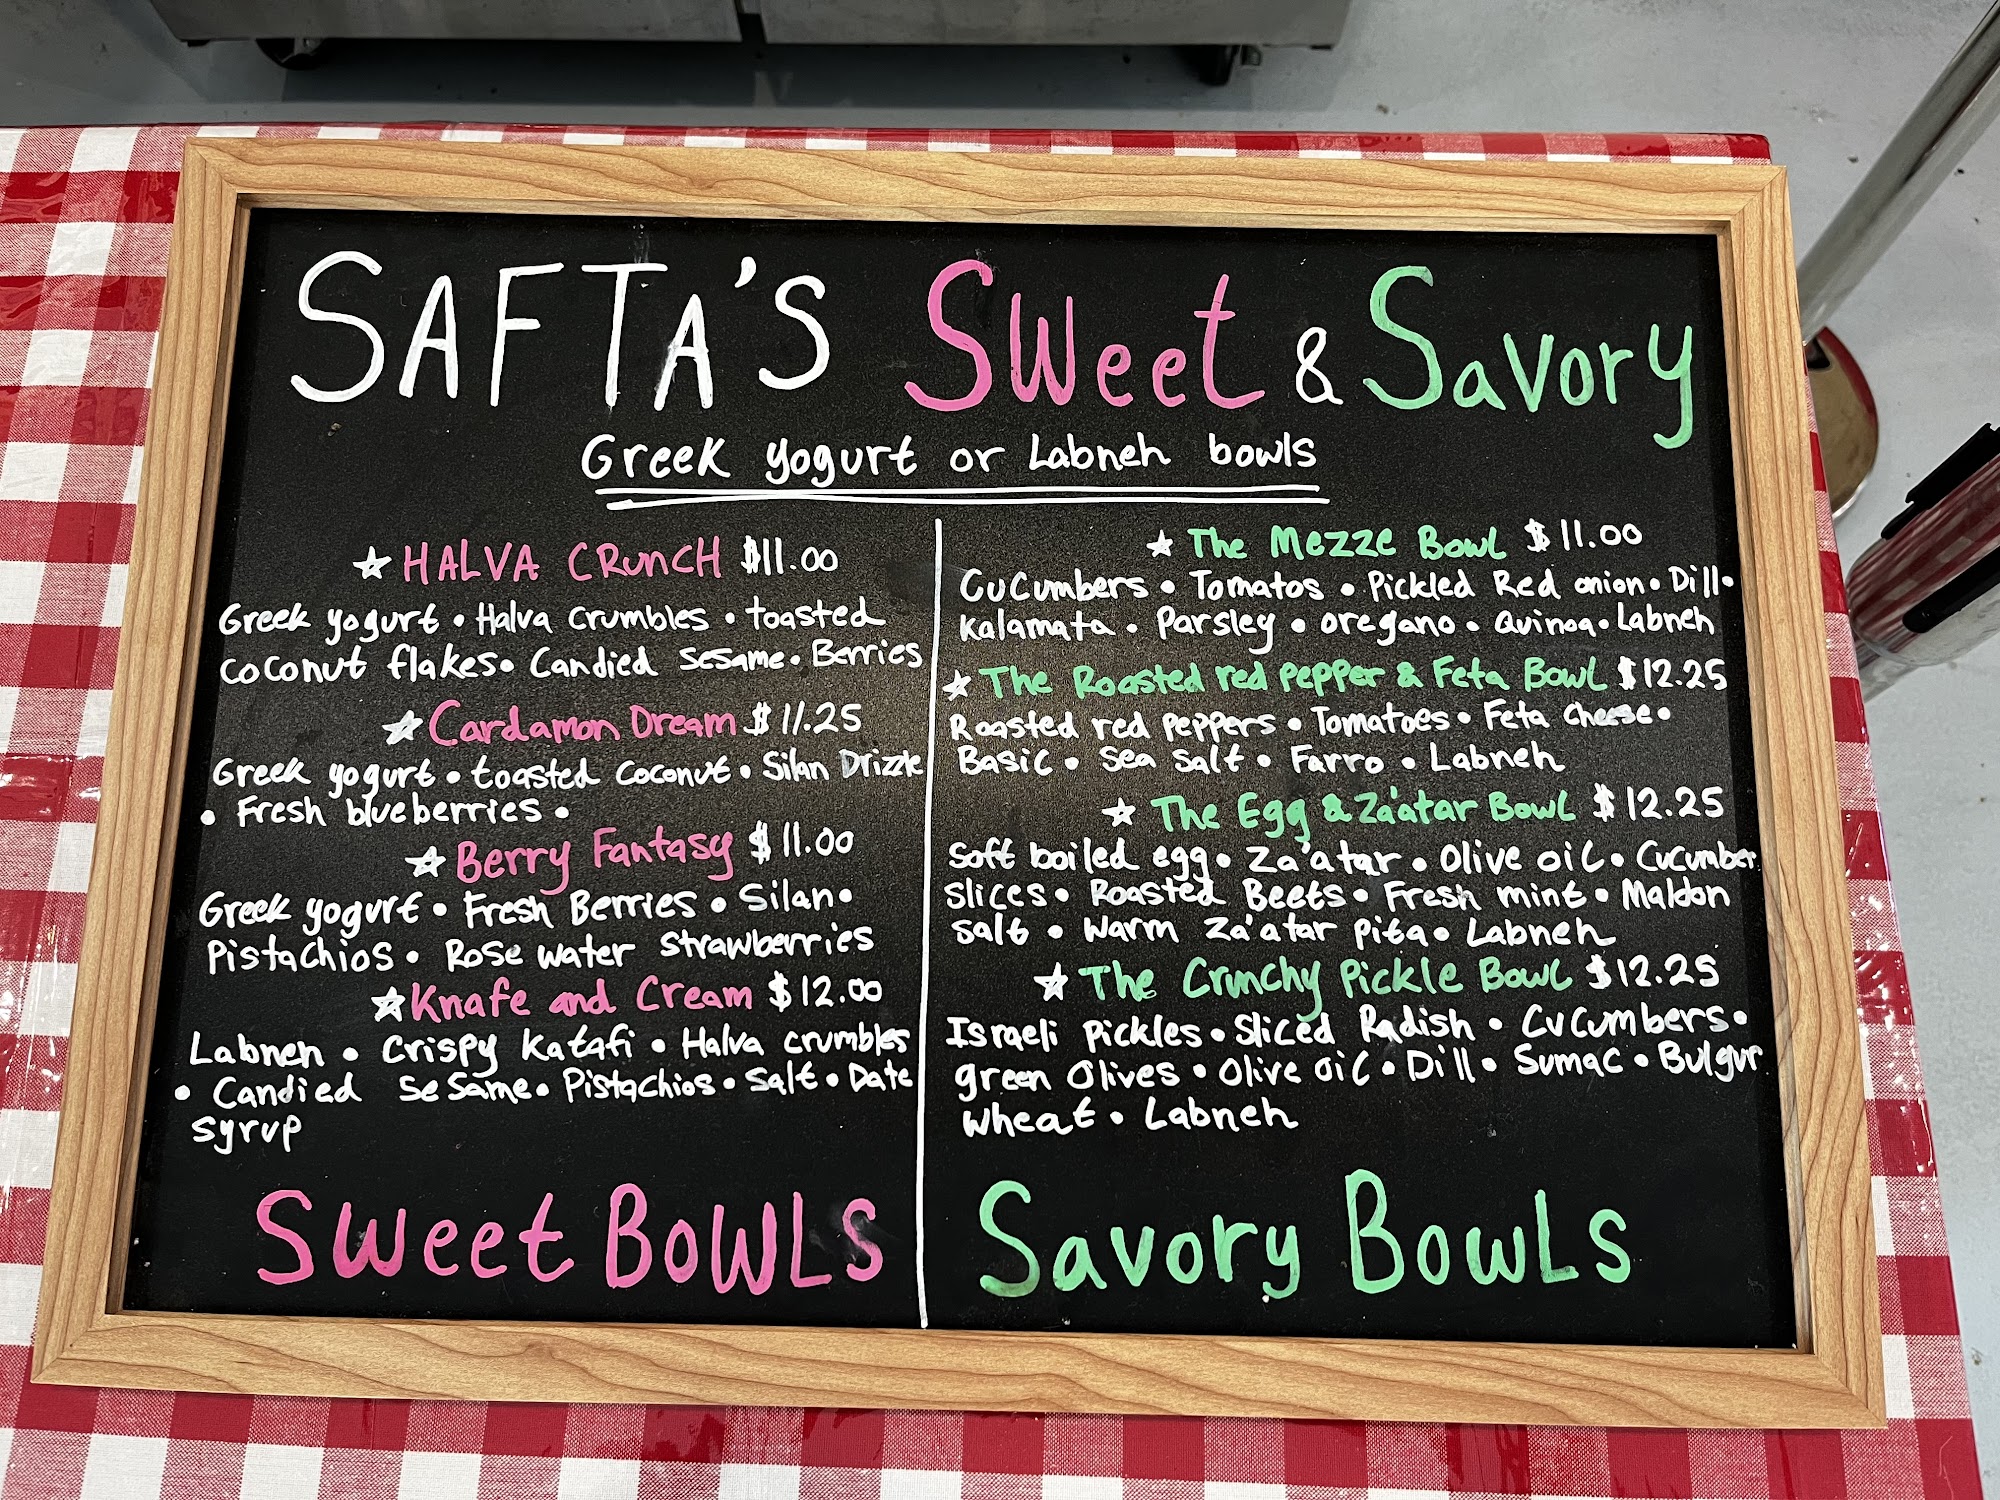 SAFTA'S Sweet & Savory
Greek yogurt or Labneh bowls
☆ HALVA CRUNCH $11.00
Greek yogurt • Halva crumbles • toasted
coconut flakes • Candied sesame • Berries
☆ Cardamon Dream $11.25
Greek yogurt • toasted coconut • Silan Drizzle
• Fresh blueberries •
☆ Berry Fantasy $11.00
Greek yogurt • Fresh Berries • Silan •
Pistachios • Rose water strawberries
☆ Knafe and Cream $12.00
Labneh • crispy katafi • Halva crumbles
• Candied sesame • Pistachios • salt • Date
syrup
Sweet BOWLS
☆ The Mezze Bowl $11.00
Cucumbers • Tomatos • Pickled Red onion • Dill •
Kalamata • Parsley • oregano • Quinoa • Labneh
☆ The Roasted red pepper & Feta Bowl $12.25
Roasted red peppers • Tomatoes • Feta cheese •
Basic • Sea salt • Farro • Labneh
☆ The Egg & Za'atar Bowl $12.25
Soft boiled egg • Za'atar • Olive oil • Cucumber
slices • Roasted Beets • Fresh mint • Maldon
salt • Warm Za'atar pita • Labneh
☆ The Crunchy Pickle Bowl $12.25
Israeli pickles • Sliced Radish • Cucumbers •
green Olives • Olive oil • Dill • Sumac • Bulgur
wheat • Labneh
Savory BOWLS